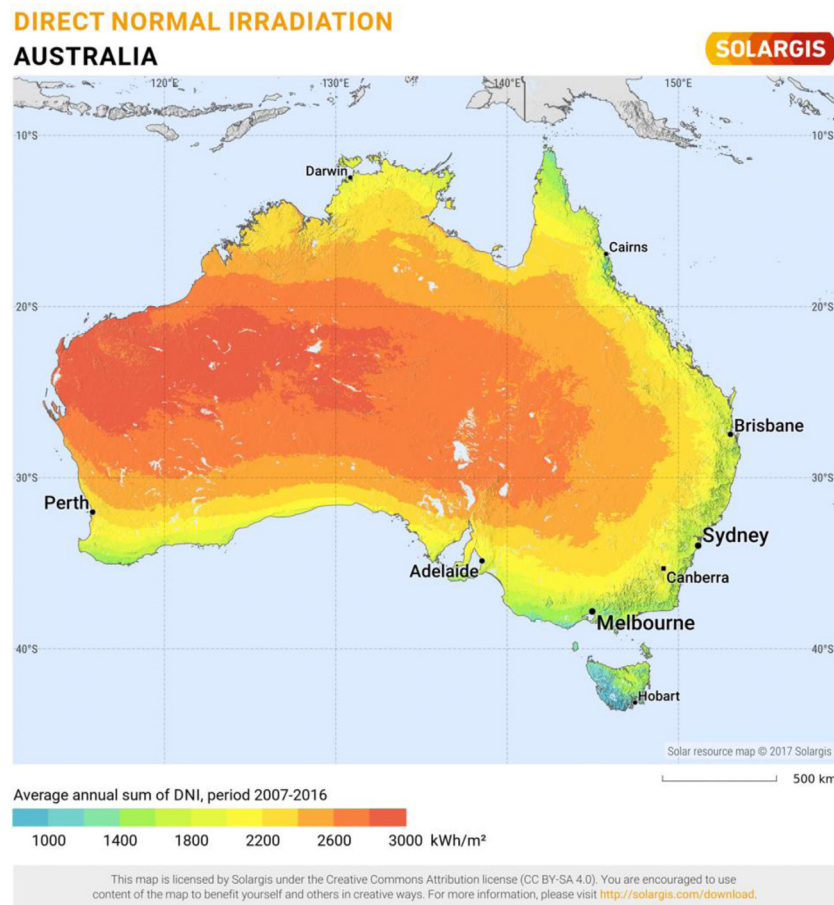 DIRECT NORMAL IRRADIATION
AUSTRALIA
SOLARGIS
120°E 130°E 140°E 150°E
10°S
Darwin
Cairns
20°S
Brisbane
30°S
Perth
Sydney
Adelaide
Canberra
Melbourne
40°S
Hobart
Solar resource map © 2017 Solargis
500 km
Average annual sum of DNI, period 2007-2016
1000 1400 1800 2200 2600 3000 kWh/m²
This map is licensed by Solargis under the Creative Commons Attribution license (CC BY-SA 4.0). You are encouraged to use
content of the map to benefit yourself and others in creative ways. For more information, please visit http://solargis.com/download.